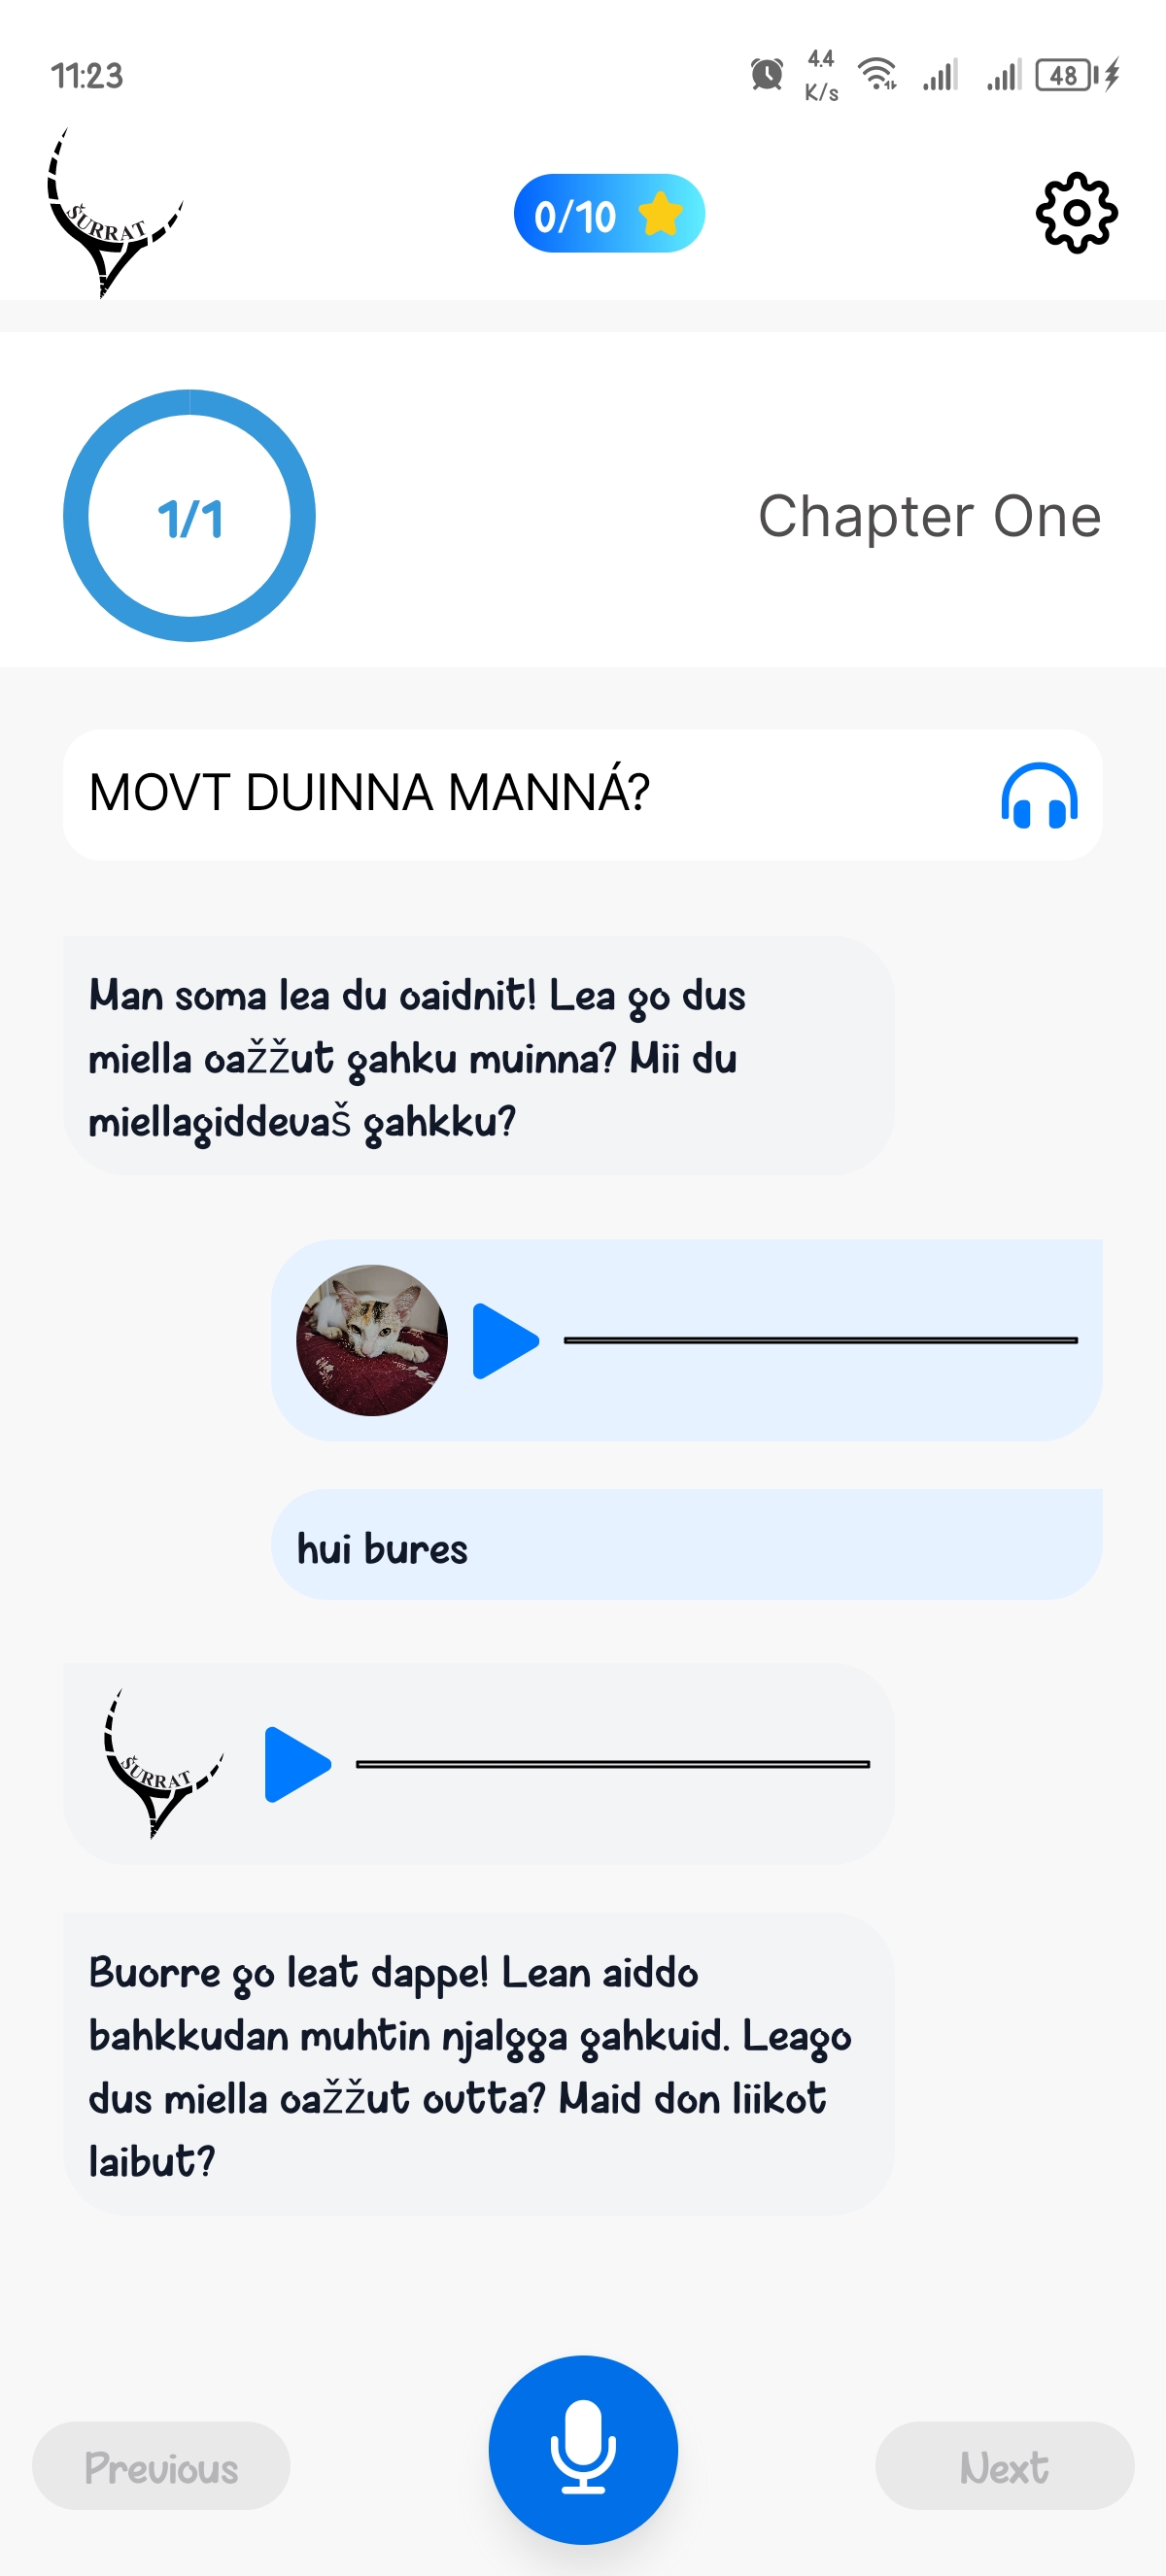 11:23
4.4
K/s
48
ŠURRAT
0/10
1/1
Chapter One
MOVT DUINNA MANNÁ?
Man soma lea du oaidnit! Lea go dus
miella oažžut gahku muinna? Mii du
miellagiddevaš gahkku?
hui bures
ŠURRAT
Buorre go leat dappe! Lean aiddo
bahkkudan muhtin njalgga gahkuid. Leago
dus miella oažžut ovtta? Maid don liikot
laibut?
Previous
Next